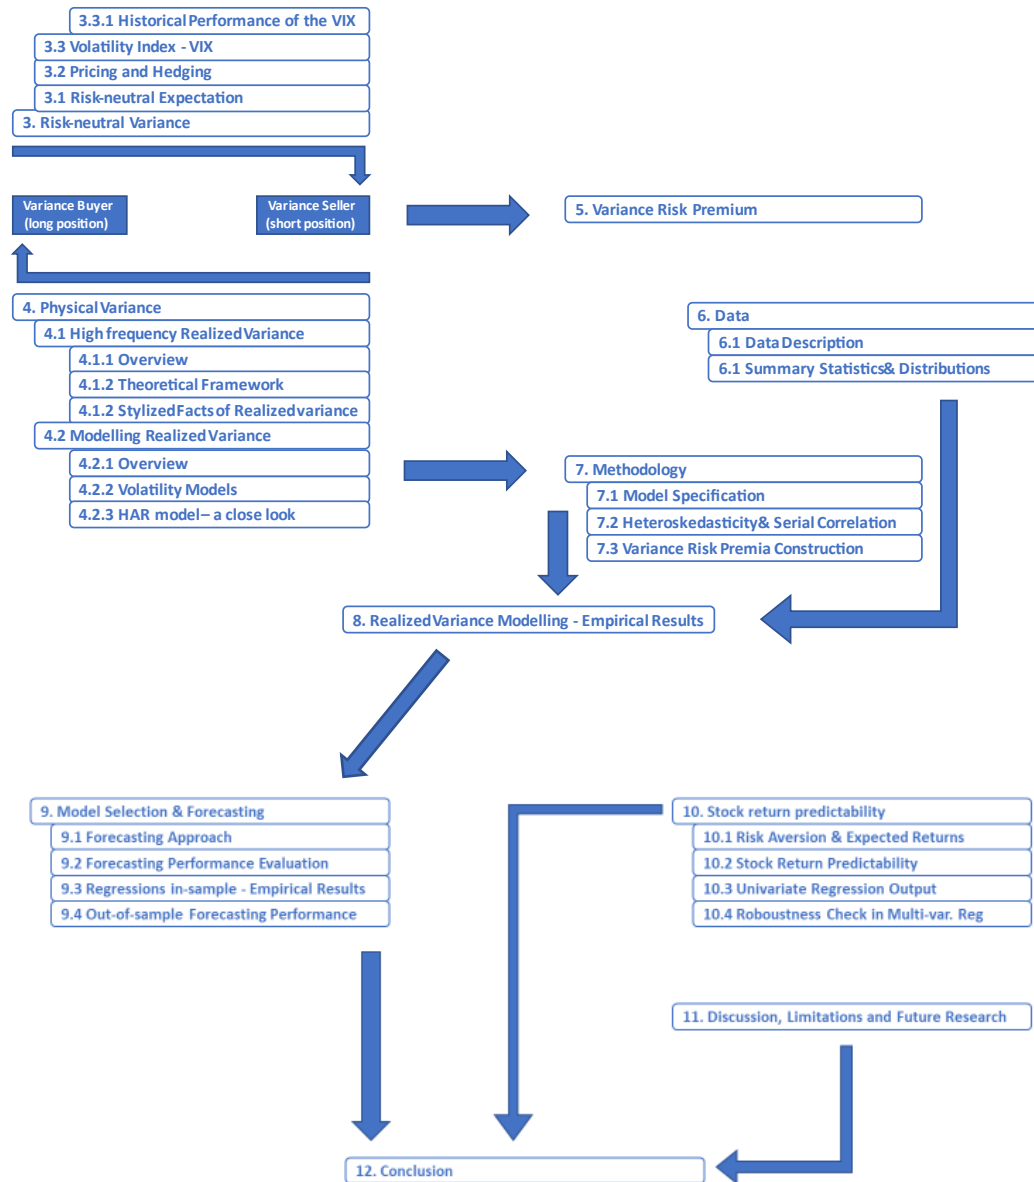 3.3.1 Historical Performance of the VIX
3.3 Volatility Index - VIX
3.2 Pricing and Hedging
3.1 Risk-neutral Expectation
3. Risk-neutral Variance
Variance Buyer
(long position)
Variance Seller
(short position)
5. Variance Risk Premium
4. Physical Variance
4.1 High frequency Realized Variance
4.1.1 Overview
4.1.2 Theoretical Framework
4.1.2 Stylized Facts of Realized variance
4.2 Modelling Realized Variance
4.2.1 Overview
4.2.2 Volatility Models
4.2.3 HAR model – a close look
6. Data
6.1 Data Description
6.1 Summary Statistics & Distributions
7. Methodology
7.1 Model Specification
7.2 Heteroskedasticity & Serial Correlation
7.3 Variance Risk Premia Construction
8. Realized Variance Modelling - Empirical Results
9. Model Selection & Forecasting
9.1 Forecasting Approach
9.2 Forecasting Performance Evaluation
9.3 Regressions in-sample - Empirical Results
9.4 Out-of-sample Forecasting Performance
10. Stock return predictability
10.1 Risk Aversion & Expected Returns
10.2 Stock Return Predictability
10.3 Univariate Regression Output
10.4 Roboustness Check in Multi-var. Reg
11. Discussion, Limitations and Future Research
12. Conclusion